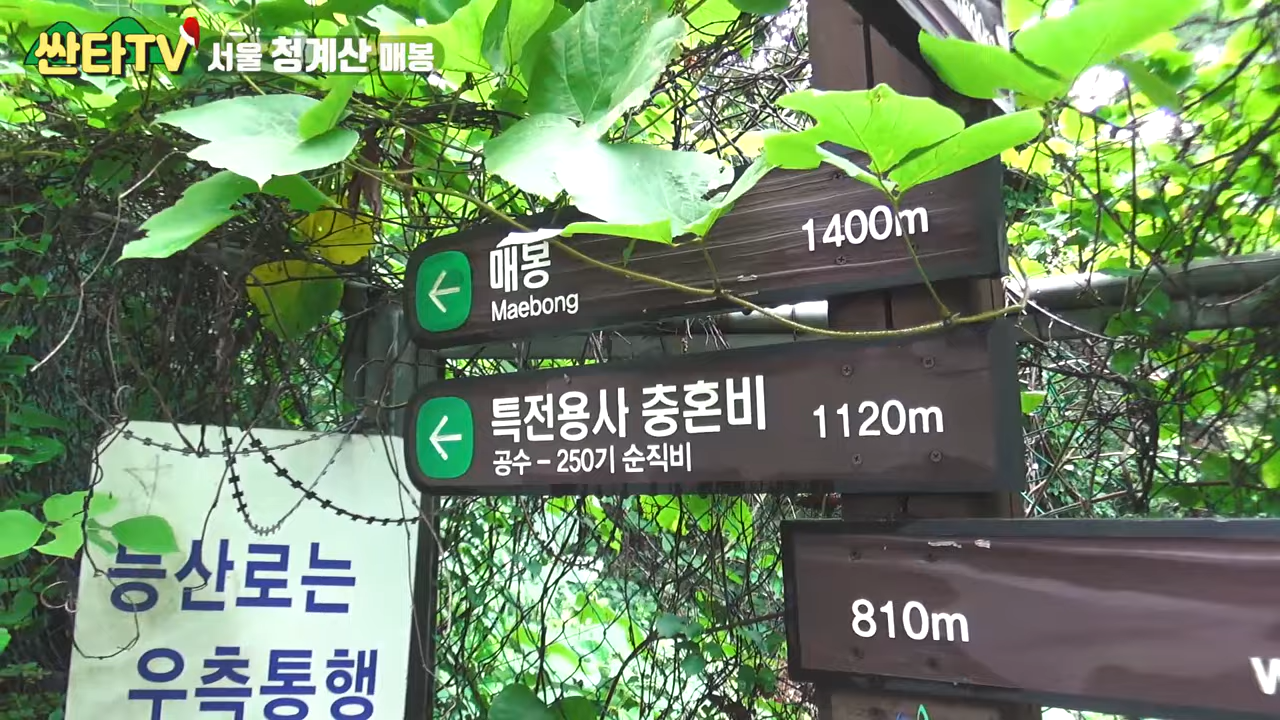 싼타TV 서울 청계산 매봉
매봉 1400m
Maebong
특전용사 충혼비 1120m
공수 – 250기 순직비
810m
등산로는
우측통행